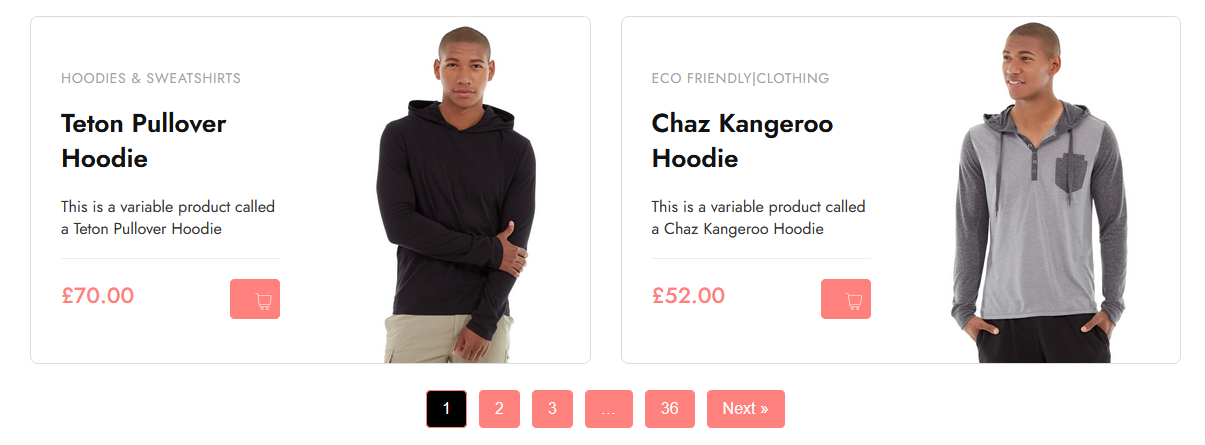 HOODIES & SWEATSHIRTS
Teton Pullover
Hoodie
This is a variable product called
a Teton Pullover Hoodie
£70.00
ECO FRIENDLY|CLOTHING
Chaz Kangeroo
Hoodie
This is a variable product called
a Chaz Kangeroo Hoodie
£52.00
1 2 3 ... 36 Next »